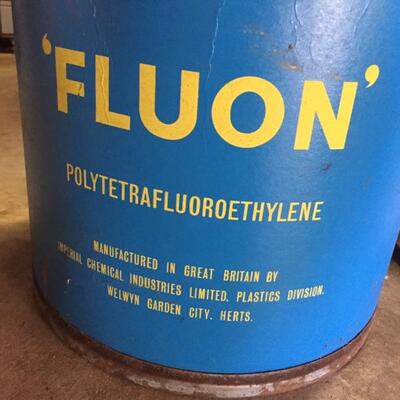 'FLUON'
POLYTETRAFLUOROETHYLENE
MANUFACTURED IN GREAT BRITAIN BY
IMPERIAL CHEMICAL INDUSTRIES LIMITED, PLASTICS DIVISION,
WELWYN GARDEN CITY, HERTS.